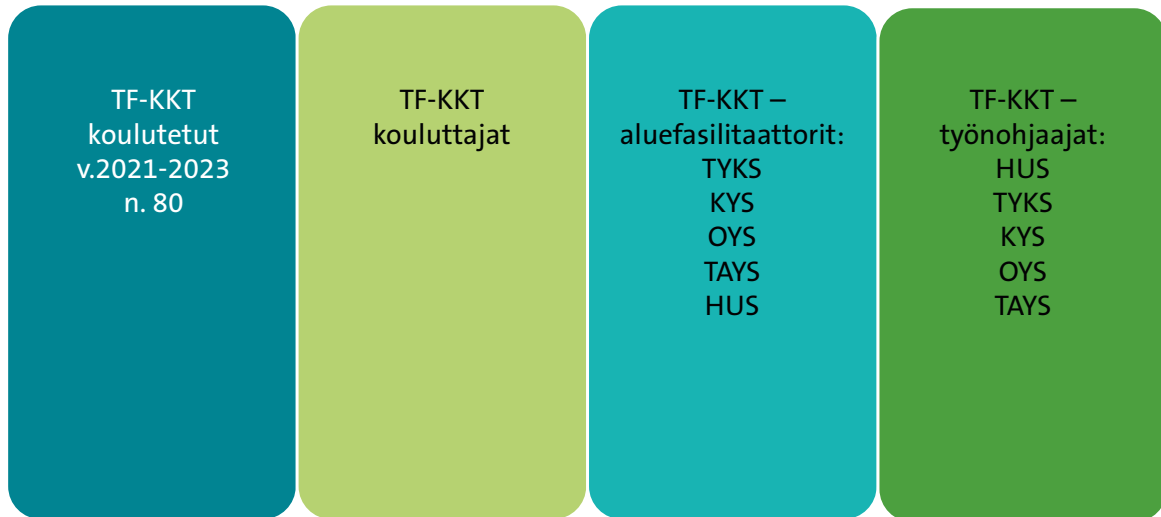 TF-KKT
koulutetut
v.2021-2023
n. 80
TF-KKT
kouluttajat
TF-KKT –
aluefasilitaattorit:
TYKS
KYS
OYS
TAYS
HUS
TF-KKT –
työnohjaajat:
HUS
TYKS
KYS
OYS
TAYS